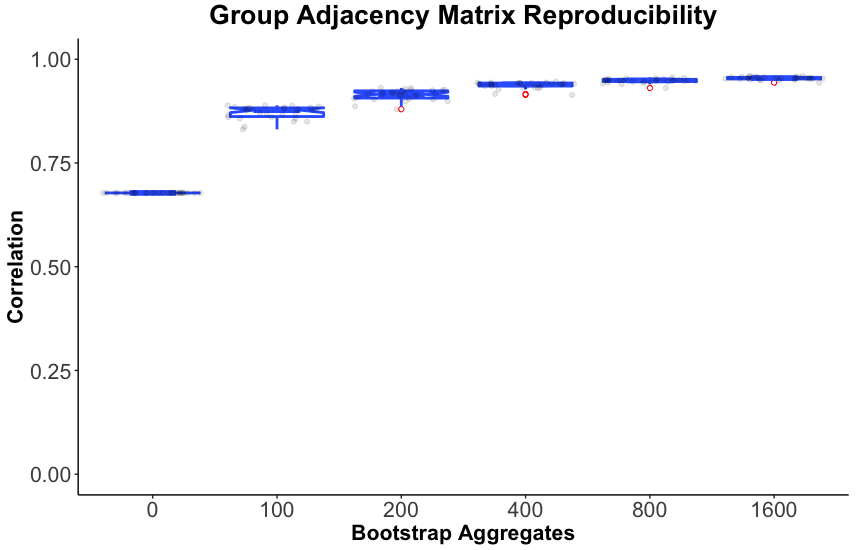 Group Adjacency Matrix Reproducibility
1.00
0.75
0.50
0.25
0.00
Correlation
0 100 200 400 800 1600
Bootstrap Aggregates